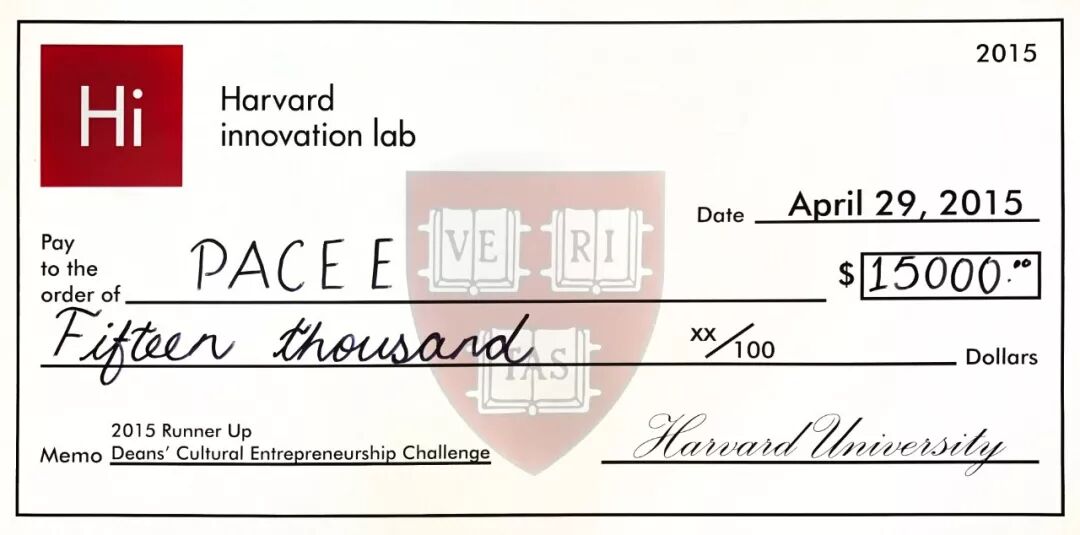 2015
Hi
Harvard
innovation lab
Date April 29, 2015
Pay
to the
order of PACEE
$ 15000.00
VE RI
TAS
Fifteen thousand xx/100 Dollars
2015 Runner Up
Memo Deans' Cultural Entrepreneurship Challenge
Harvard University